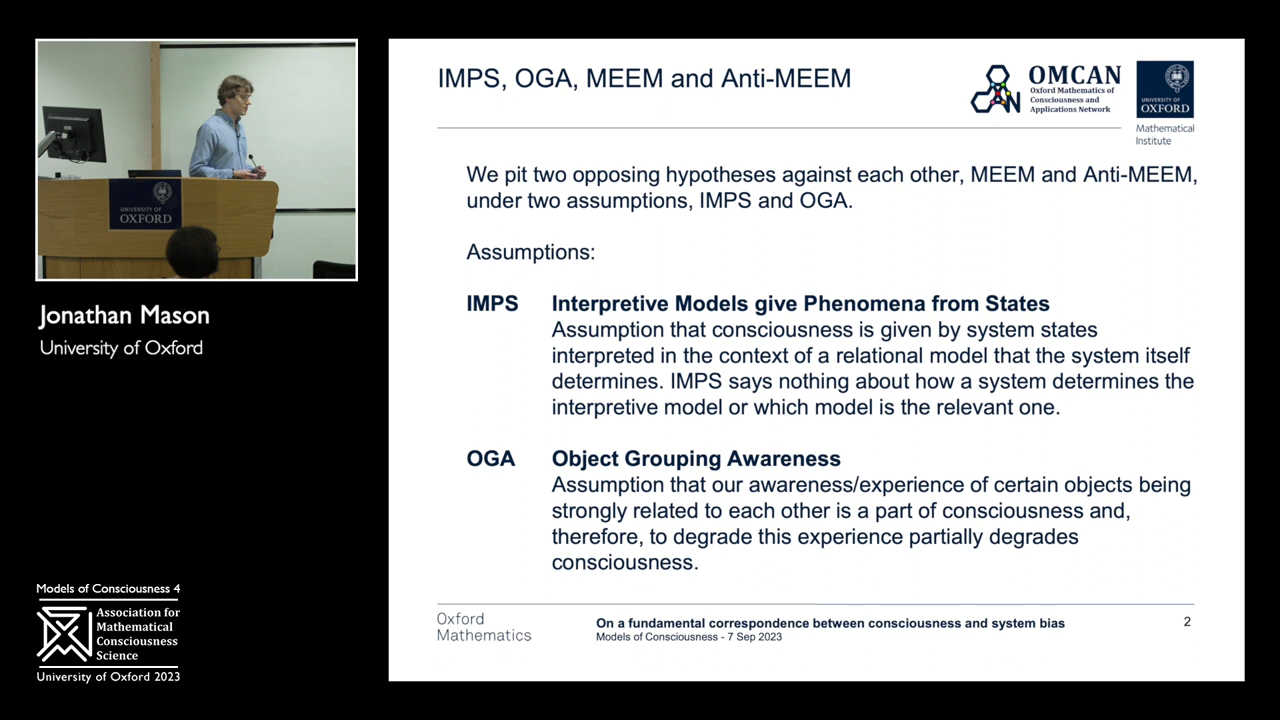 IMPS, OGA, MEEM and Anti-MEEM
OMCAN
Oxford Mathematics of
Consciousness and
Applications Network
UNIVERSITY OF
OXFORD
Mathematical
Institute
We pit two opposing hypotheses against each other, MEEM and Anti-MEEM,
under two assumptions, IMPS and OGA.
Assumptions:
IMPS Interpretive Models give Phenomena from States
Assumption that consciousness is given by system states
interpreted in the context of a relational model that the system itself
determines. IMPS says nothing about how a system determines the
interpretive model or which model is the relevant one.
OGA Object Grouping Awareness
Assumption that our awareness/experience of certain objects being
strongly related to each other is a part of consciousness and,
therefore, to degrade this experience partially degrades
consciousness.
Oxford
Mathematics
On a fundamental correspondence between consciousness and system bias
Models of Consciousness - 7 Sep 2023
2
UNIVERSITY OF
OXFORD
Jonathan Mason
University of Oxford
Models of Consciousness 4
Association for
Mathematical
Consciousness
Science
University of Oxford 2023